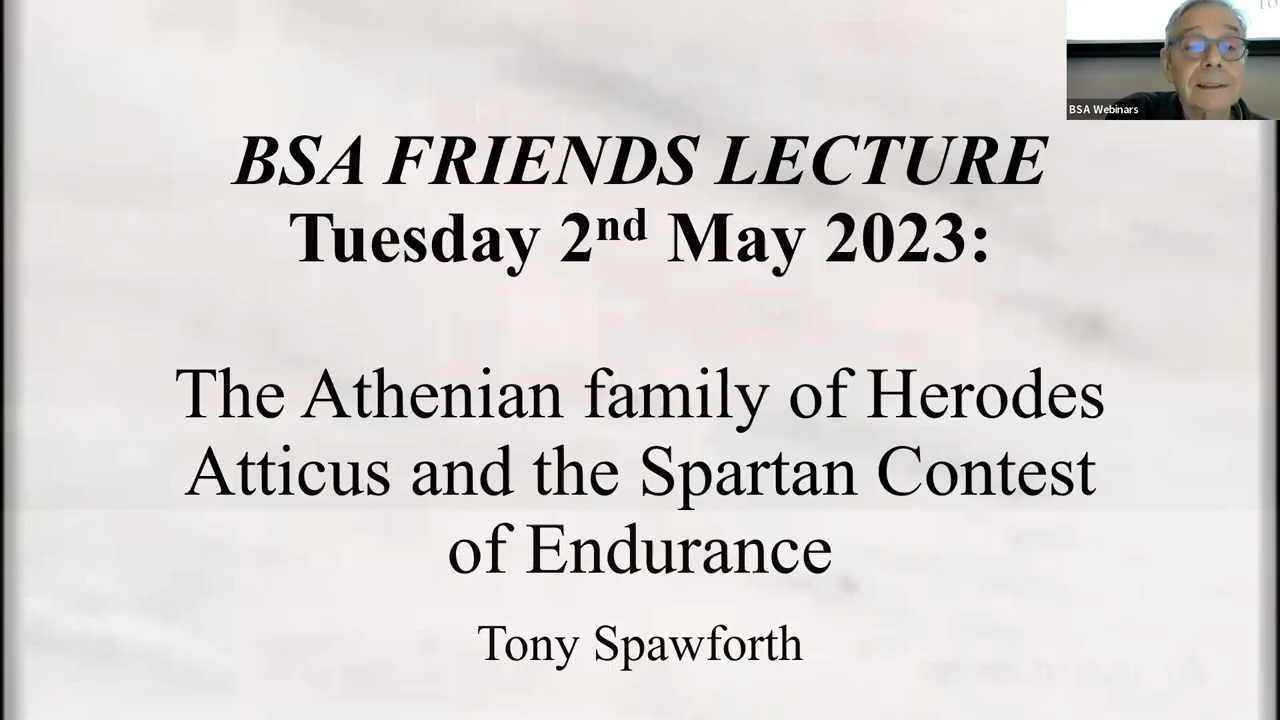 BSA Webinars
BSA FRIENDS LECTURE
Tuesday 2nd May 2023:
The Athenian family of Herodes
Atticus and the Spartan Contest
of Endurance
Tony Spawforth